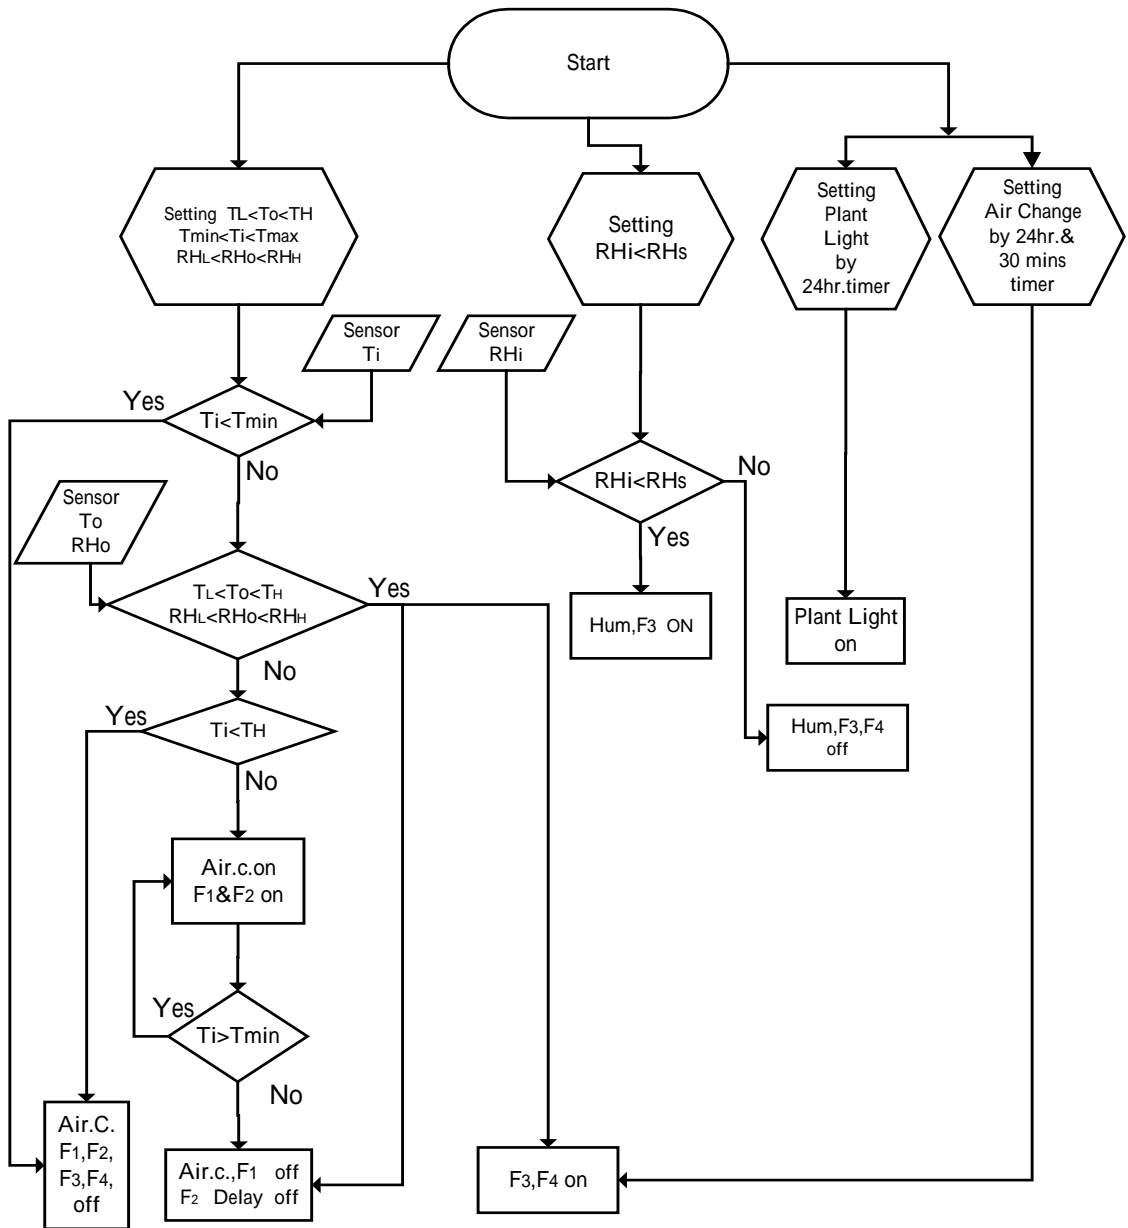 Start
Setting TL<To<TH
Tmin<Ti<Tmax
RHL<RHo<RHH
Setting
RHi<RHs
Setting
Plant
Light
by
24hr.timer
Setting
Air Change
by 24hr.&
30 mins
timer
Sensor
Ti
Sensor
RHi
Yes
Ti<Tmin
No
RHi<RHs
No
Yes
Sensor
To
RHo
TL<To<TH
RHL<RHo<RHH
Yes
No
Hum,F3 ON
Plant Light
on
Yes
Ti<TH
No
Hum,F3,F4
off
Air.c.on
F1&F2 on
Yes
Ti>Tmin
No
Air.C.
F1,F2,
F3,F4,
off
Air.c.,F1 off
F2 Delay off
F3,F4 on